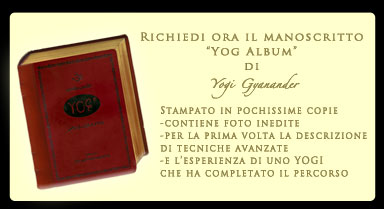 Richiedi ora il manoscritto
"Yog Album"
di
Yogi Gyanander
Stampato in pochissime copie
-contiene foto inedite
-per la prima volta la descrizione
di tecniche avanzate
-e l'esperienza di uno YOGI
che ha completato il percorso
YOG